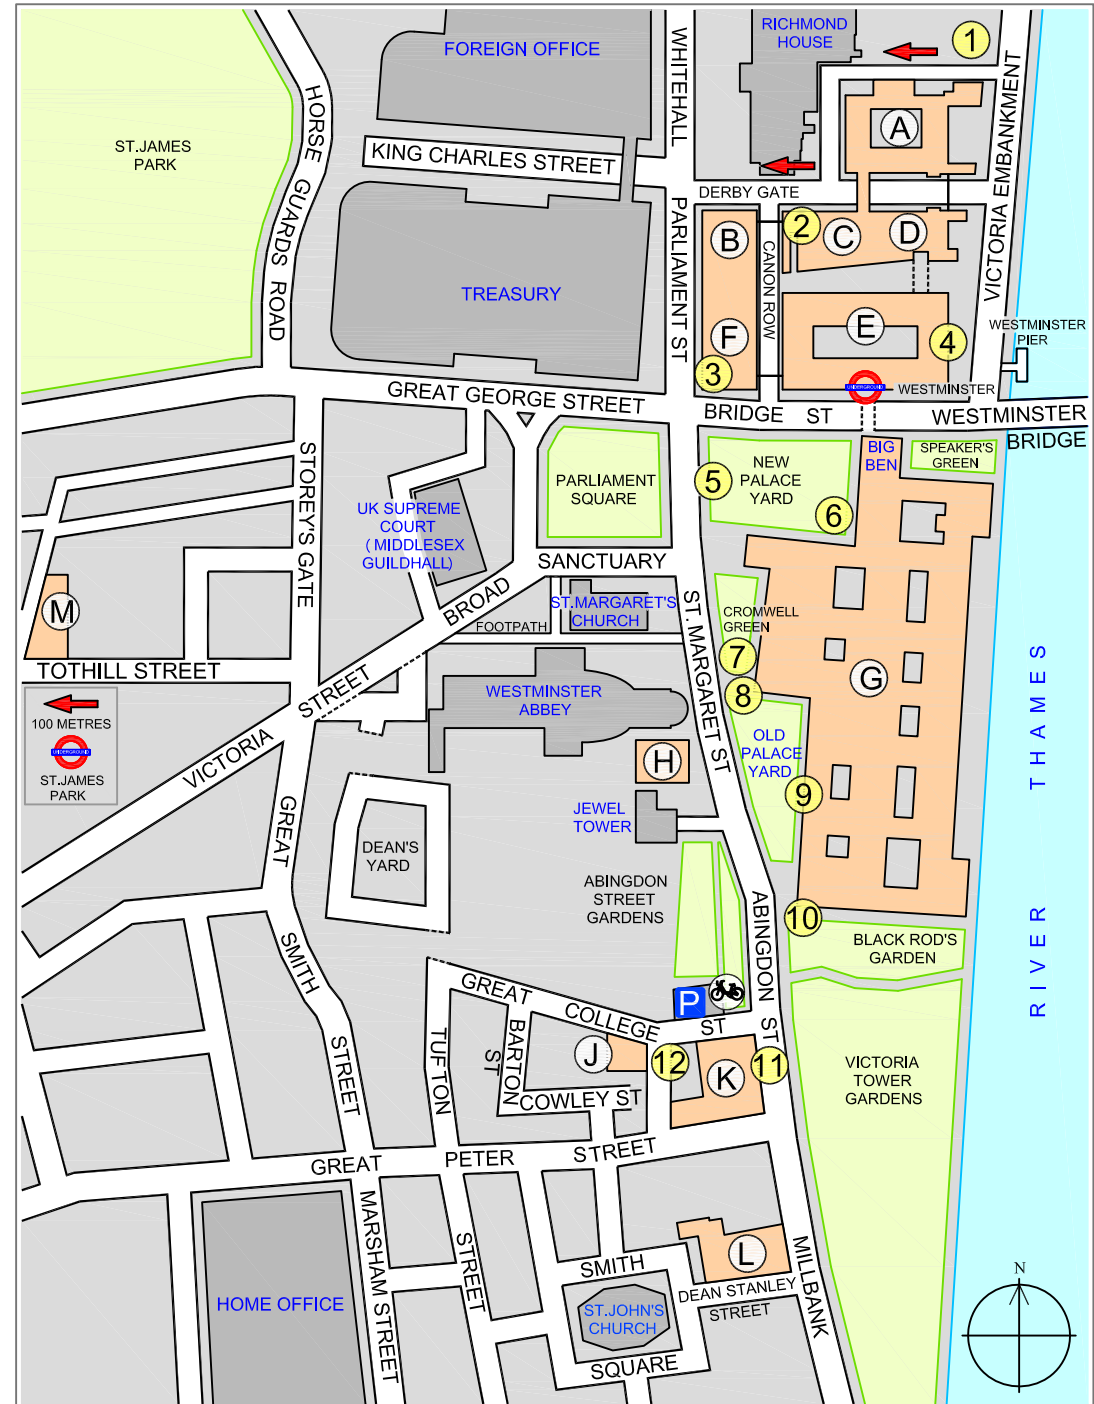 RICHMOND
HOUSE
1
FOREIGN OFFICE
WHITEHALL
HORSE GUARDS ROAD
VICTORIA EMBANKMENT
A
ST.JAMES
PARK
KING CHARLES STREET
DERBY GATE
PARLIAMENT ST
B
2
C
D
CANON ROW
TREASURY
E
F
4
3
WESTMINSTER
PIER
UNDERGROUND
WESTMINSTER
GREAT GEORGE STREET
BRIDGE ST
WESTMINSTER
BRIDGE
STOREY'S GATE
BIG
BEN
SPEAKER'S
GREEN
NEW
PALACE
YARD
5
6
PARLIAMENT
SQUARE
UK SUPREME
COURT
( MIDDLESEX
GUILDHALL)
SANCTUARY
BROAD
ST.MARGARET'S
CHURCH
FOOTPATH
ST.MARGARET ST
CROMWELL
GREEN
M
7
G
TOTHILL STREET
8
WESTMINSTER
ABBEY
100 METRES
UNDERGROUND
ST.JAMES
PARK
VICTORIA STREET
OLD
PALACE
YARD
H
9
JEWEL
TOWER
GREAT
DEAN'S
YARD
ABINGDON
STREET
GARDENS
ABINGDON ST
10
BLACK ROD'S
GARDEN
RIVER THAMES
SMITH
STREET
GREAT
COLLEGE
ST
P
TUFTON
BARTON
ST
J
12
K
11
COWLEY ST
VICTORIA
TOWER
GARDENS
GREAT PETER STREET
MARSHAM STREET
STREET
MILLBANK
L
SMITH
DEAN STANLEY
STREET
HOME OFFICE
ST.JOHN'S
CHURCH
SQUARE
N